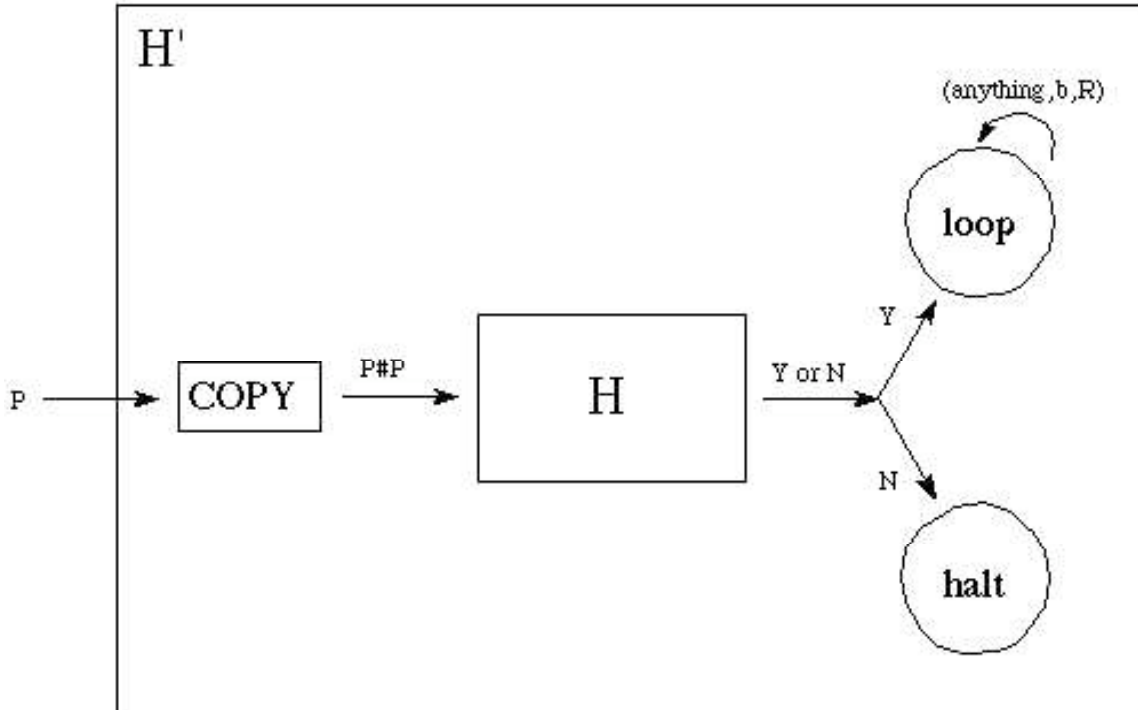 H'
(anything,b,R)
loop
Y
P#P
Y or N
P
COPY
H
N
halt